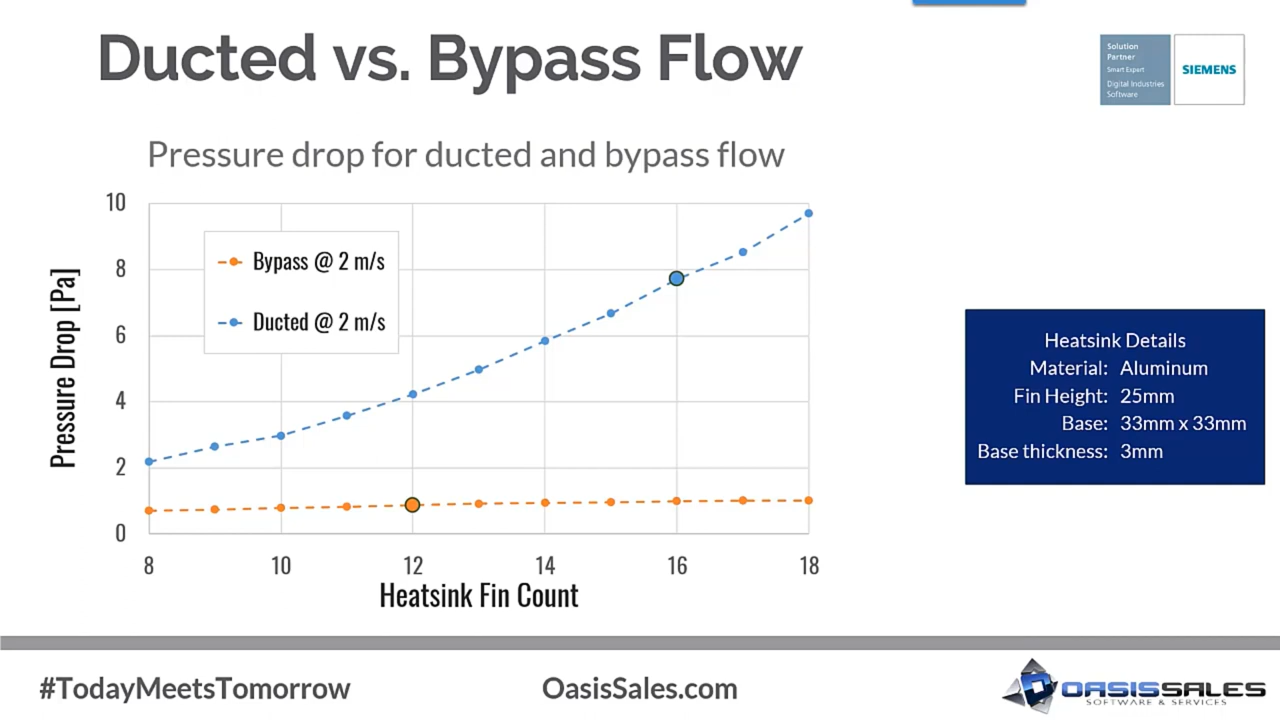 Ducted vs. Bypass Flow
Solution
Partner
Smart Expert
Digital Industries
Software
SIEMENS
Pressure drop for ducted and bypass flow
Pressure Drop [Pa]
10
8
6
4
2
0
Bypass @ 2 m/s
Ducted @ 2 m/s
8 10 12 14 16 18
Heatsink Fin Count
Heatsink Details
Material: Aluminum
Fin Height: 25mm
Base: 33mm x 33mm
Base thickness: 3mm
#TodayMeetsTomorrow
OasisSales.com
OASISSALES
SOFTWARE & SERVICES